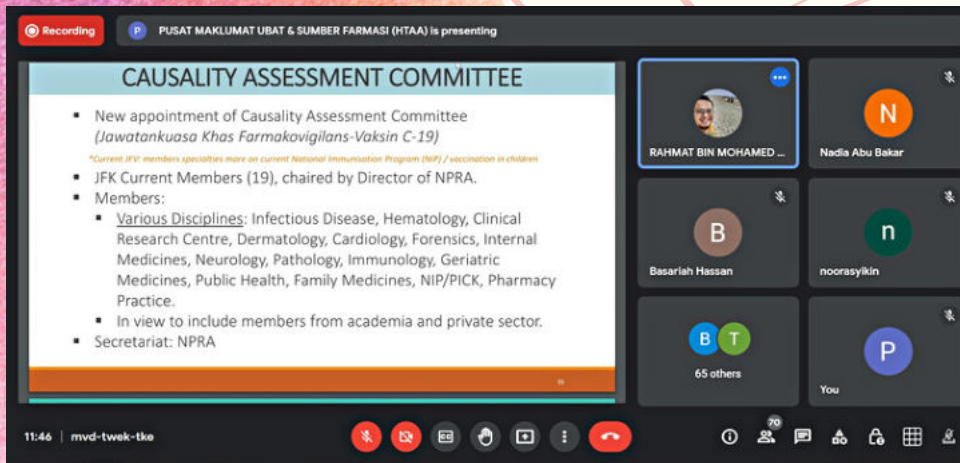 Recording
P
PUSAT MAKLUMAT UBAT & SUMBER FARMASI (HTAA) is presenting
CAUSALITY ASSESSMENT COMMITTEE
▪ New appointment of Causality Assessment Committee
(Jawatankuasa Khas Farmakovigilans-Vaksin C-19)
*Current JFV: members specialties more on current National Immunisation Program (NIP) / vaccination in children
▪ JFK Current Members (19), chaired by Director of NPRA.
▪ Members:
▪ Various Disciplines: Infectious Disease, Hematology, Clinical
Research Centre, Dermatology, Cardiology, Forensics, Internal
Medicines, Neurology, Pathology, Immunology, Geriatric
Medicines, Public Health, Family Medicines, NIP/PICK, Pharmacy
Practice.
▪ In view to include members from academia and private sector.
▪ Secretariat: NPRA
RAHMAT BIN MOHAMED ...
N
Nadia Abu Bakar
B
Basariah Hassan
n
noorasyikin
B T
65 others
P
You
11:46 | mvd-twek-tke
CC
70